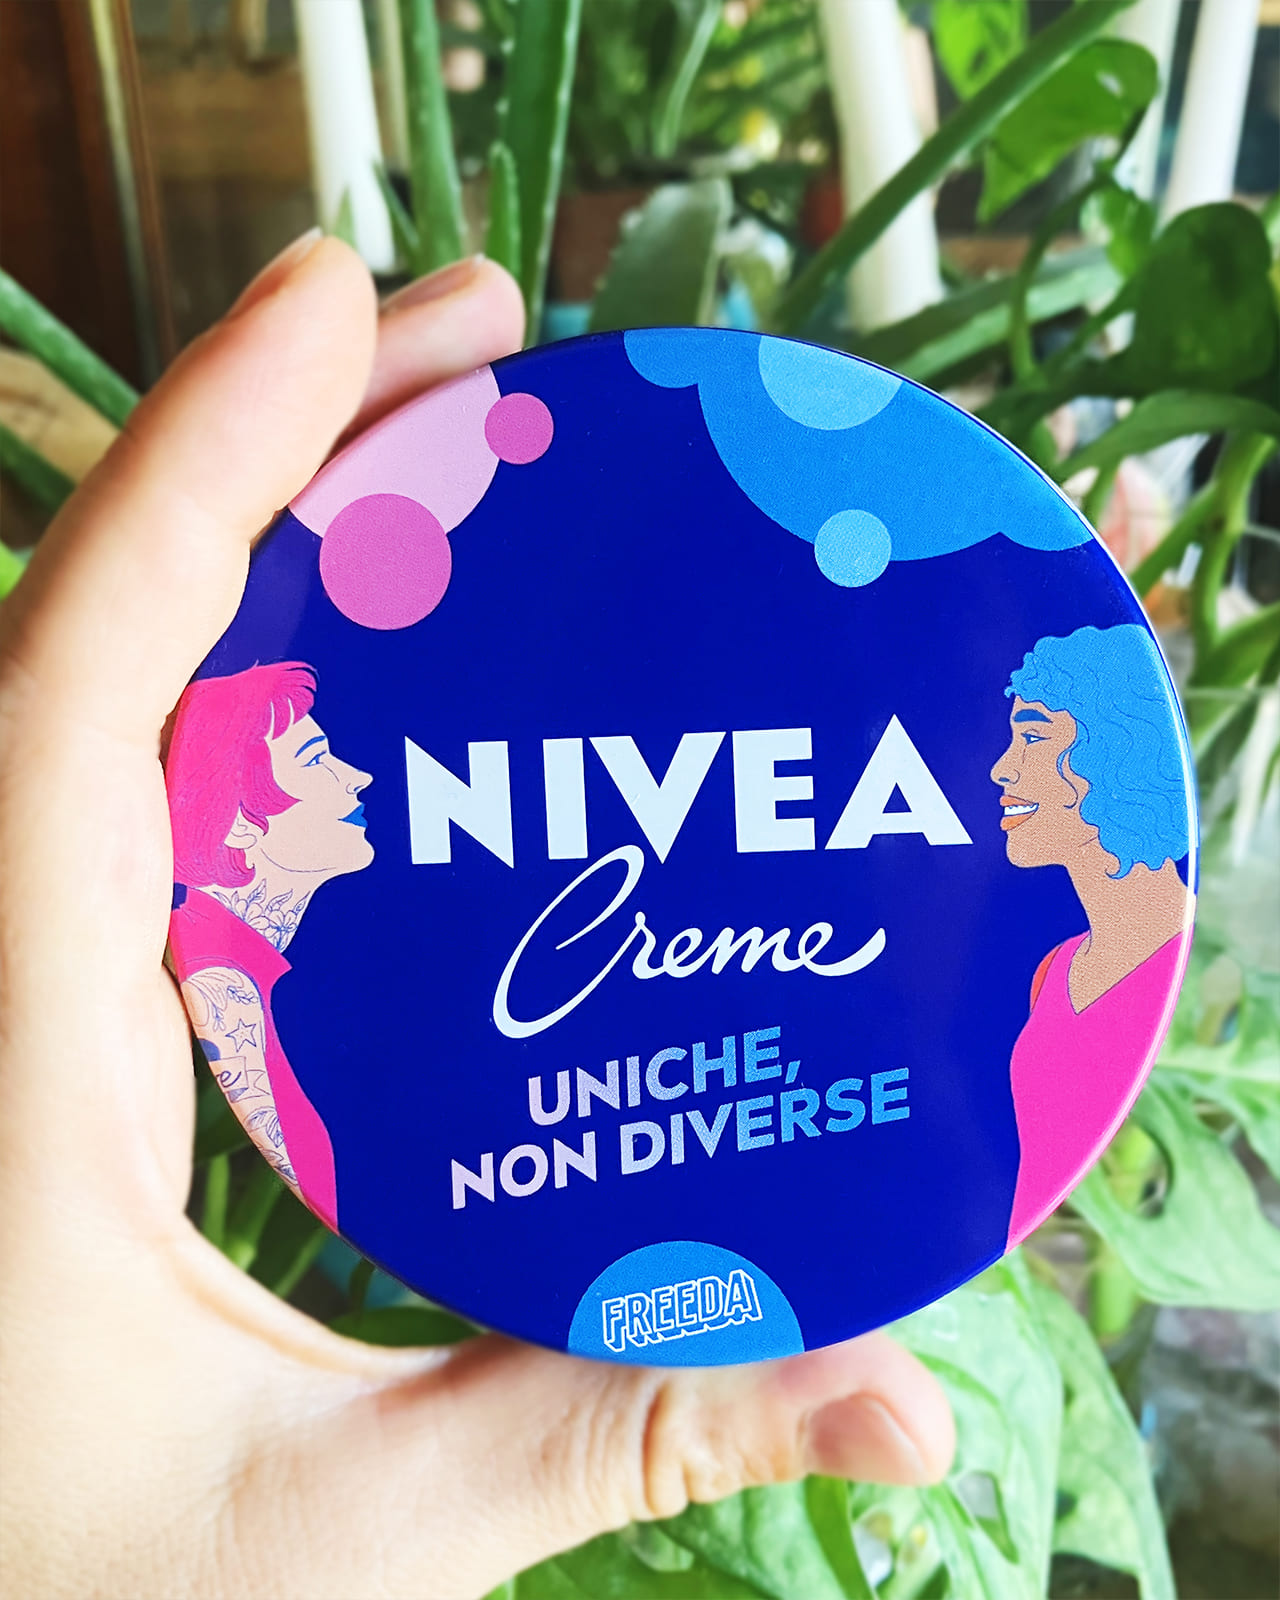 NIVEA
Creme
UNICHE,
NON DIVERSE
FREEDA